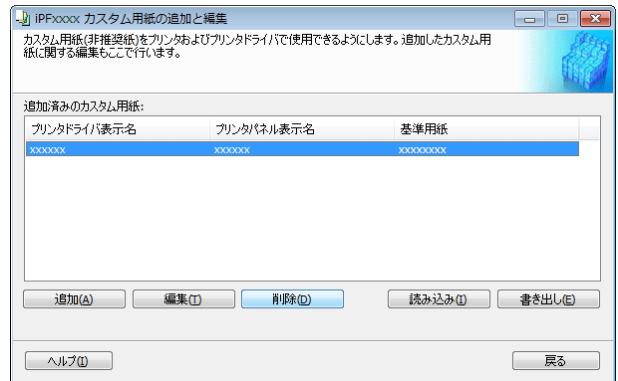 iPFxxxx カスタム用紙の追加と編集
カスタム用紙(非推奨紙)をプリンタおよびプリンタドライバで使用できるようにします。追加したカスタム用
紙に関する編集もここで行います。
追加済みのカスタム用紙:
プリンタドライバ表示名 プリンタパネル表示名 基準用紙
xxxxxx xxxxxx xxxxxxxx
追加(A) 編集(T) 削除(D) 読み込み(I) 書き出し(E)
ヘルプ(I) 戻る